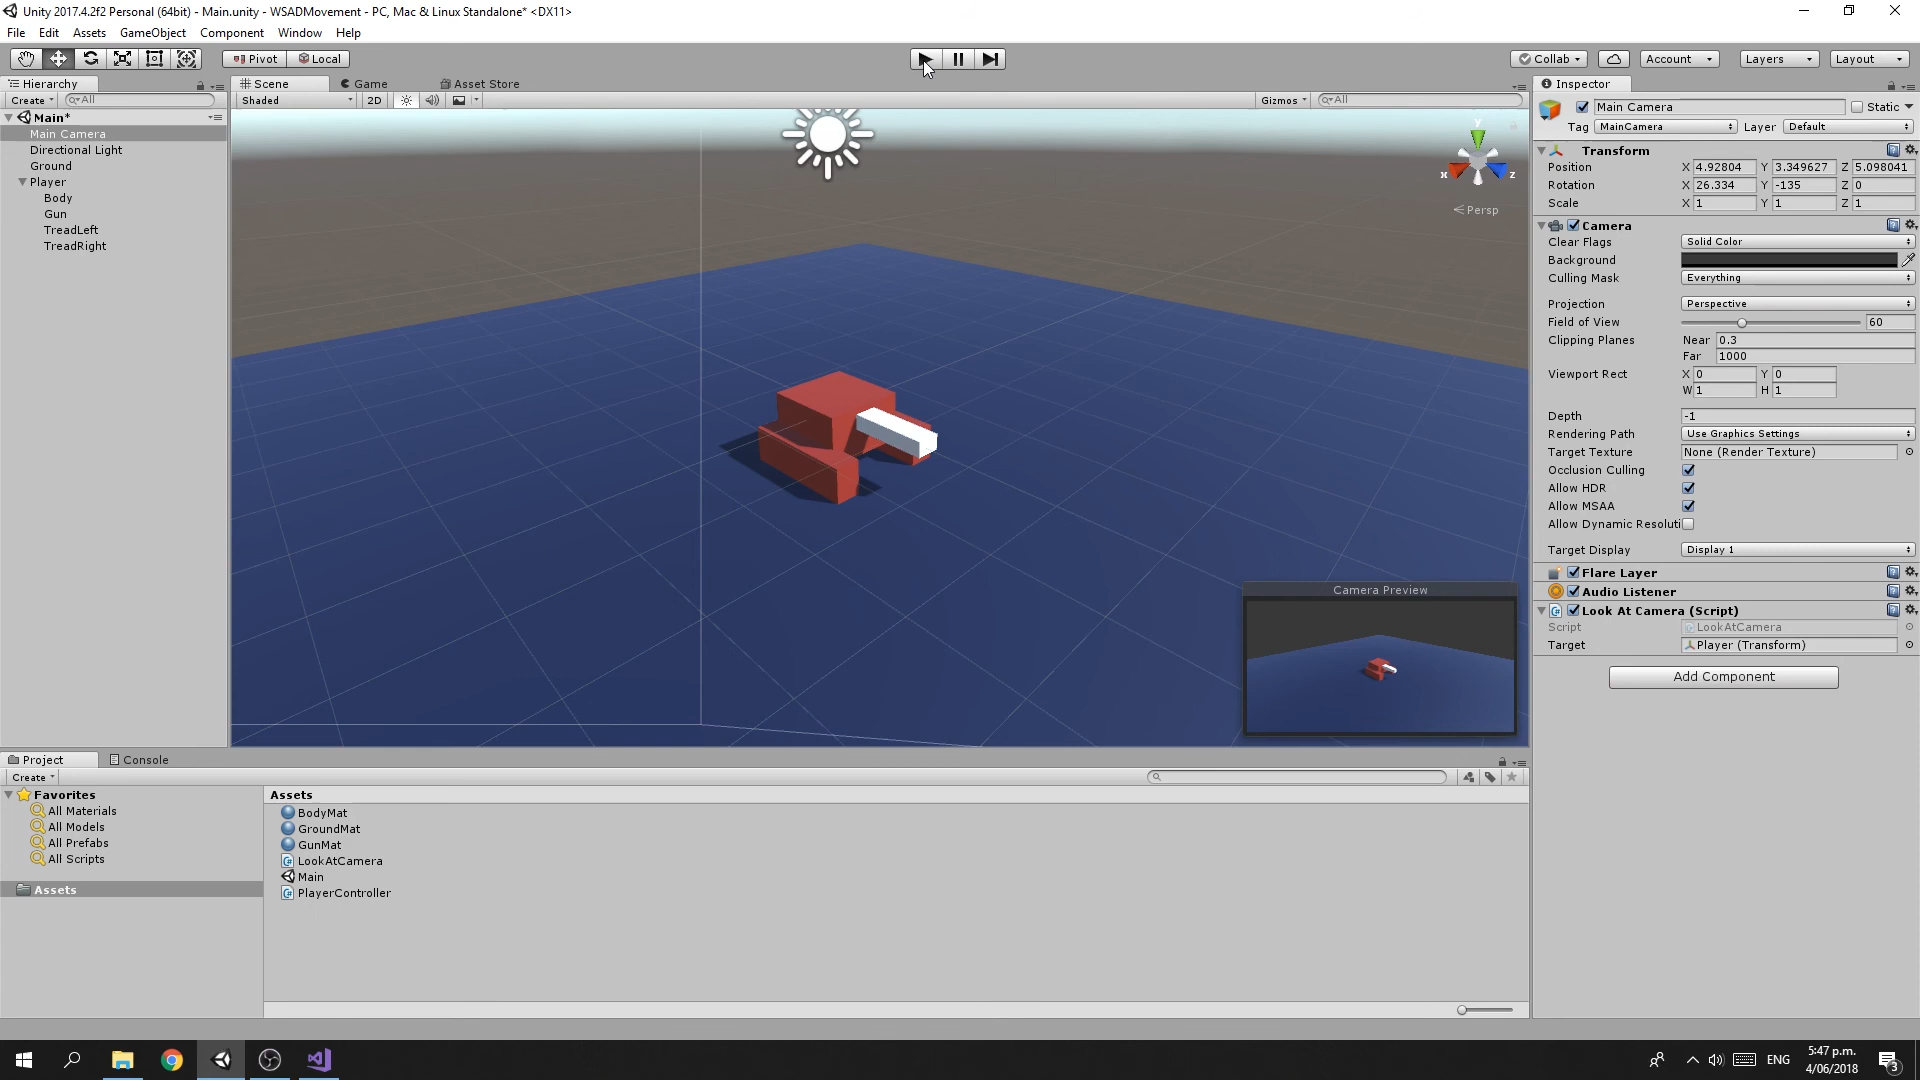 Unity 2017.4.2f2 Personal (64bit) - Main.unity - WSADMovement - PC, Mac & Linux Standalone* <DX11>
File Edit Assets GameObject Component Window Help
Pivot Local Collab Account Layers Layout
Hierarchy Scene Game Asset Store Inspector
Create All Shaded 2D Gizmos All Main Camera Static
Main* Tag MainCamera Layer Default
Main Camera
Directional Light
Ground
Player
Body
Gun
TreadLeft
TreadRight
y
x z
Persp
Camera Preview
Transform
Position X 4.92804 Y 3.349627 Z 5.098041
Rotation X 26.334 Y -135 Z 0
Scale X 1 Y 1 Z 1
Camera
Clear Flags Solid Color
Background
Culling Mask Everything
Projection Perspective
Field of View 60
Clipping Planes Near 0.3
Far 1000
Viewport Rect X 0 Y 0
W 1 H 1
Depth -1
Rendering Path Use Graphics Settings
Target Texture None (Render Texture)
Occlusion Culling
Allow HDR
Allow MSAA
Allow Dynamic Resoluti
Target Display Display 1
Flare Layer
Audio Listener
Look At Camera (Script)
Script LookAtCamera
Target Player (Transform)
Add Component
Project Console
Create
Favorites
All Materials
All Models
All Prefabs
All Scripts
Assets
Assets
BodyMat
GroundMat
GunMat
LookAtCamera
Main
PlayerController
ENG
5:47 p.m.
4/06/2018
3